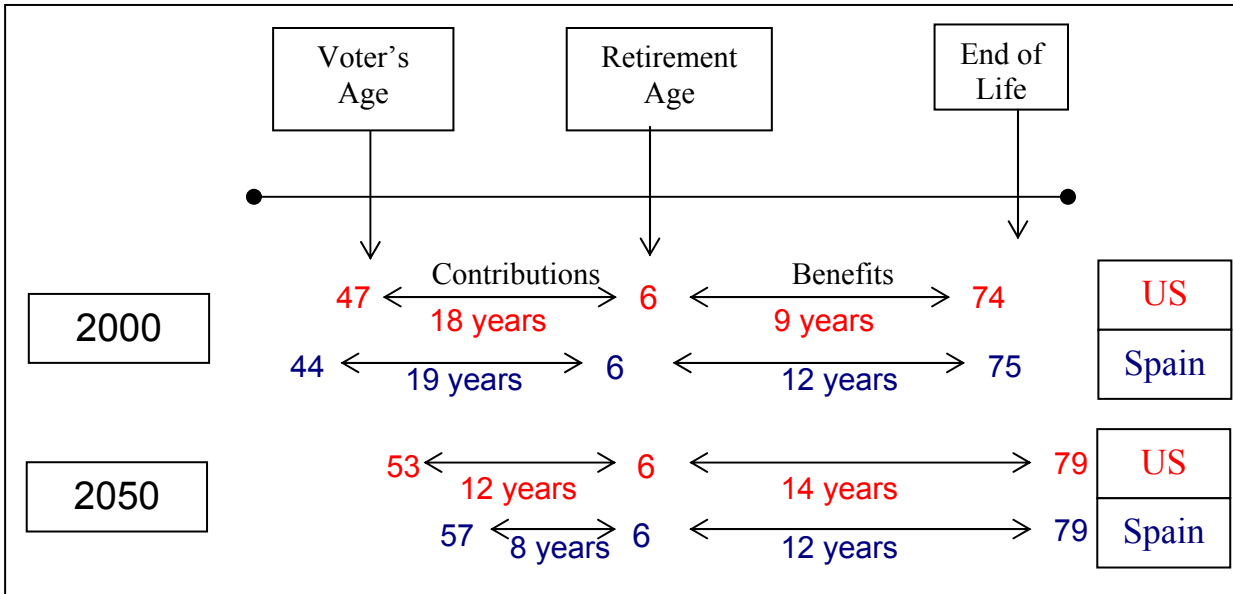 Voter's
Age
Retirement
Age
End of
Life
2000
Contributions
Benefits
47
6
74
18 years
9 years
US
44
6
75
19 years
12 years
Spain
2050
53
6
79
12 years
14 years
US
57
6
79
8 years
12 years
Spain